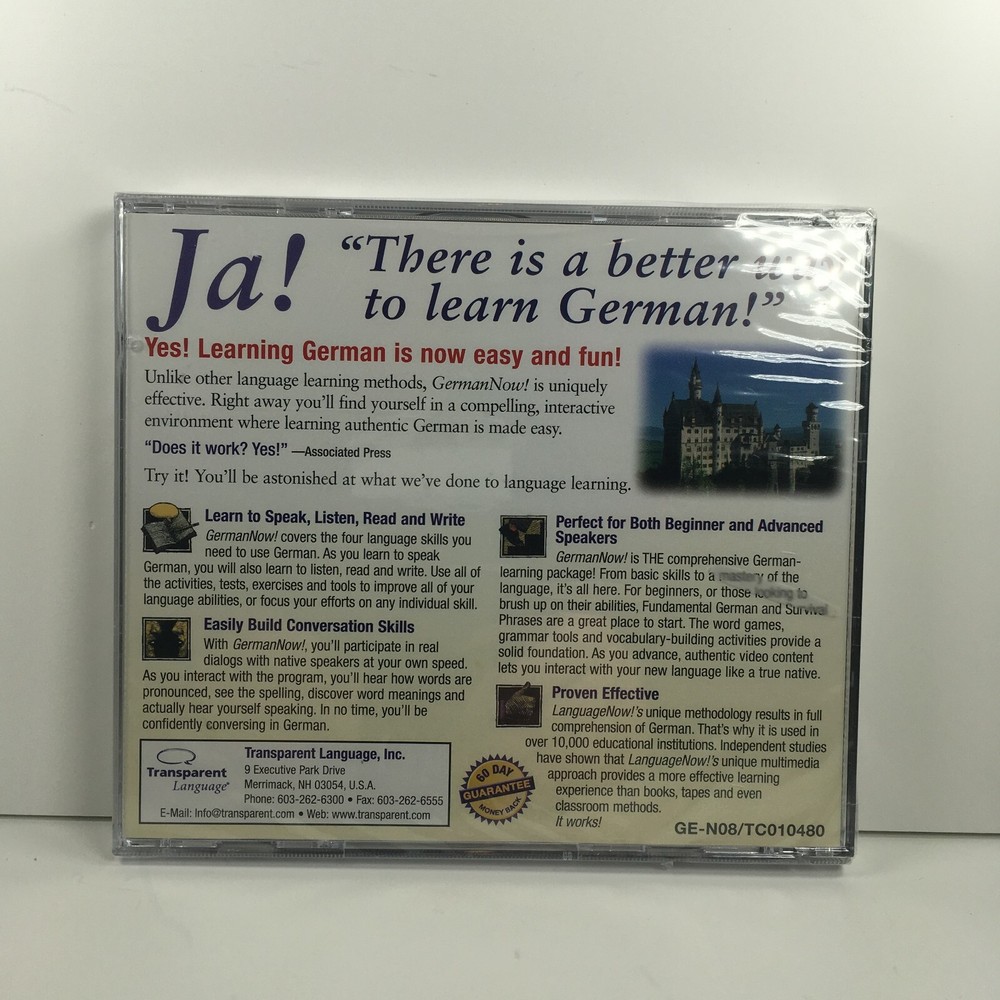 Ja!
“There is a better way
to learn German!”
Yes! Learning German is now easy and fun!
Unlike other language learning methods, GermanNow! is uniquely
effective. Right away you’ll find yourself in a compelling, interactive
environment where learning authentic German is made easy.
“Does it work? Yes!” —Associated Press
Try it! You’ll be astonished at what we’ve done to language learning.
Learn to Speak, Listen, Read and Write
GermanNow! covers the four language skills you
need to use German. As you learn to speak
German, you will also learn to listen, read and write. Use all of
the activities, tests, exercises and tools to improve all of your
language abilities, or focus your efforts on any individual skill.
Easily Build Conversation Skills
With GermanNow!, you’ll participate in real
dialogs with native speakers at your own speed.
As you interact with the program, you’ll hear how words are
pronounced, see the spelling, discover word meanings and
actually hear yourself speaking. In no time, you’ll be
confidently conversing in German.
Perfect for Both Beginner and Advanced
Speakers
GermanNow! is THE comprehensive German-
learning package! From basic skills to a mastery of the
language, it’s all here. For beginners, or those looking to
brush up on their abilities, Fundamental German and Survival
Phrases are a great place to start. The word games,
grammar tools and vocabulary-building activities provide a
solid foundation. As you advance, authentic video content
lets you interact with your new language like a true native.
Proven Effective
LanguageNow!’s unique methodology results in full
comprehension of German. That’s why it is used in
over 10,000 educational institutions. Independent studies
have shown that LanguageNow!’s unique multimedia
approach provides a more effective learning
experience than books, tapes and even
classroom methods.
It works!
Transparent
Language®
Transparent Language, Inc.
9 Executive Park Drive
Merrimack, NH 03054, U.S.A.
Phone: 603-262-6300 • Fax: 603-262-6555
E-Mail: Info@transparent.com • Web: www.transparent.com
60 DAY
GUARANTEE
MONEY BACK
GE-N08/TC010480